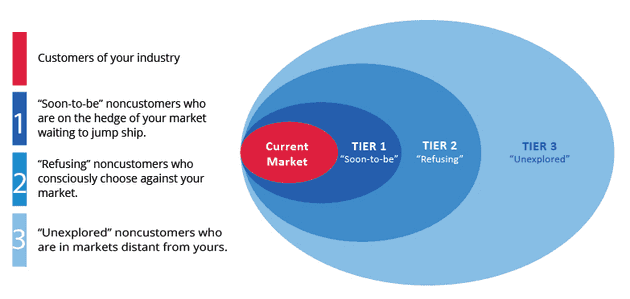 Customers of your industry
1
“Soon-to-be” noncustomers who
are on the hedge of your market
waiting to jump ship.
2
“Refusing” noncustomers who
consciously choose against your
market.
3
“Unexplored” noncustomers who
are in markets distant from yours.
Current
Market
TIER 1
“Soon-to-be”
TIER 2
“Refusing”
TIER 3
“Unexplored”